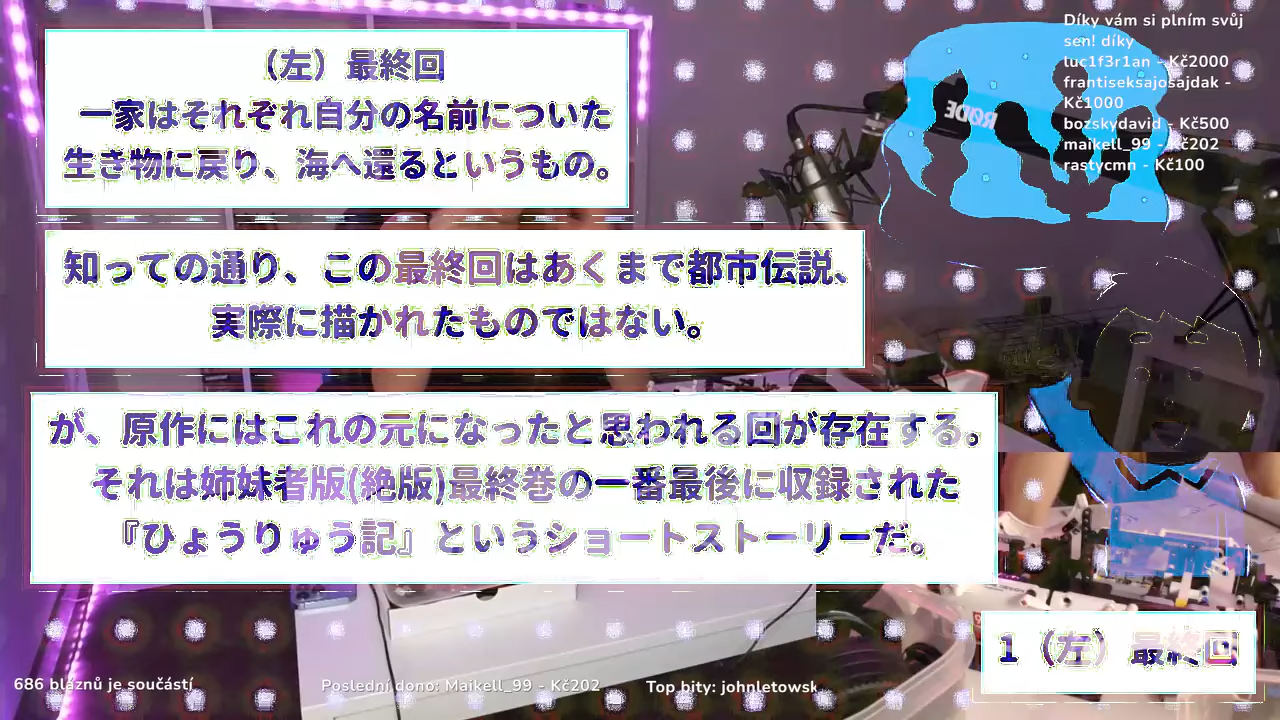 （左）最終回
一家はそれぞれ自分の名前についた
生き物に戻り、海へ還るというもの。
知っての通り、この最終回はあくまで都市伝説、
実際に描かれたものではない。
が、原作にはこれの元になったと思われる回が存在する。
それは姉妹者版(絶版)最終巻の一番最後に収録された
『ひょうりゅう記』というショートストーリーだ。
1（左）最終回
Díky vám si plním svůj
sen! díky
luc1f3r1an - Kč2000
frantiseksajosajdak -
Kč1000
bozskydavid - Kč500
maikell_99 - Kč202
rastycmn - Kč100
RØDE
686 bláznů je součástí
Poslední dono: Maikell_99 - Kč202
Top bity: johnletowsk